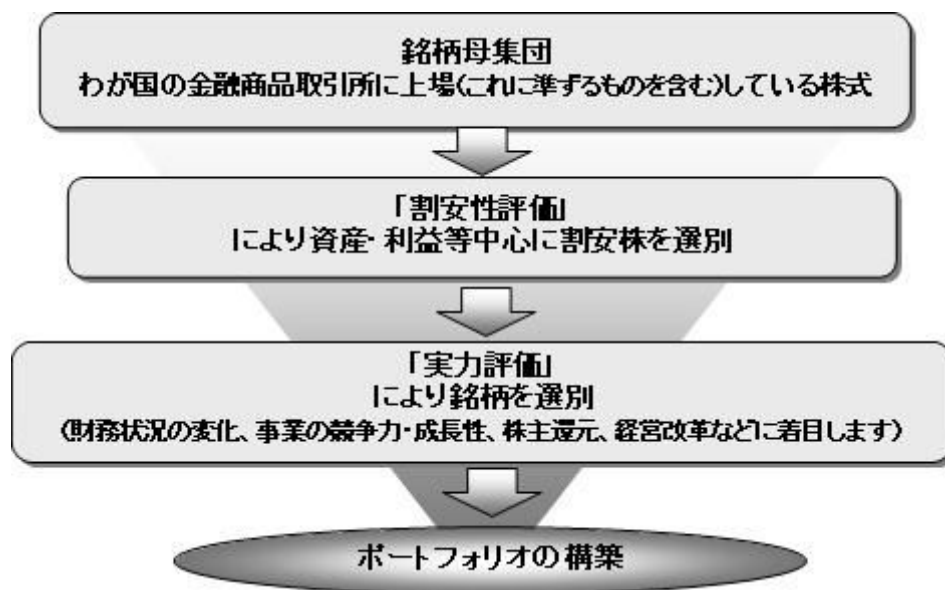 銘柄母集団
わが国の金融商品取引所に上場(これに準ずるものを含む)している株式
「割安性評価」
により資産・利益等中心に割安株を選別
「実力評価」
により銘柄を選別
(財務状況の変化、事業の競争力・成長性、株主還元、経営改革などに着目します)
ポートフォリオの構築